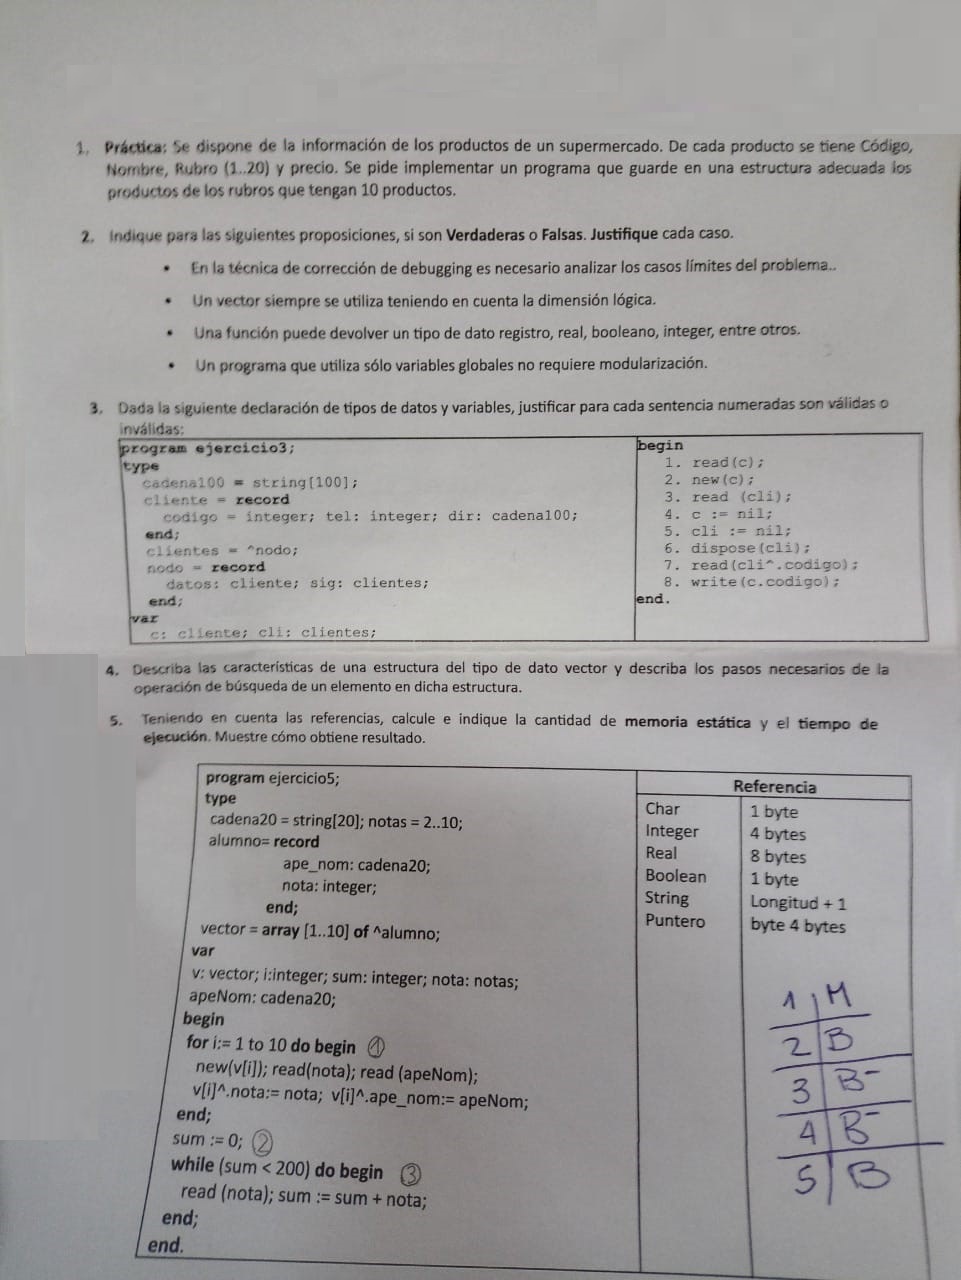 1. Práctica: Se dispone de la información de los productos de un supermercado. De cada producto se tiene Código,
Nombre, Rubro (1..20) y precio. Se pide implementar un programa que guarde en una estructura adecuada los
productos de los rubros que tengan 10 productos.
2. Indique para las siguientes proposiciones, si son Verdaderas o Falsas. Justifique cada caso.
• En la técnica de corrección de debugging es necesario analizar los casos límites del problema..
• Un vector siempre se utiliza teniendo en cuenta la dimensión lógica.
• Una función puede devolver un tipo de dato registro, real, booleano, integer, entre otros.
• Un programa que utiliza sólo variables globales no requiere modularización.
3. Dada la siguiente declaración de tipos de datos y variables, justificar para cada sentencia numeradas son válidas o
inválidas:
program ejercicio3;
type
cadena100 = string[100];
cliente = record
codigo = integer; tel: integer; dir: cadena100;
end;
clientes = ^nodo;
nodo = record
datos: cliente; sig: clientes;
end;
var
c: cliente; cli: clientes;
begin
1. read(c);
2. new(c);
3. read (cli);
4. c := nil;
5. cli := nil;
6. dispose(cli);
7. read(cli^.codigo);
8. write(c.codigo);
end.
4. Describa las características de una estructura del tipo de dato vector y describa los pasos necesarios de la
operación de búsqueda de un elemento en dicha estructura.
5. Teniendo en cuenta las referencias, calcule e indique la cantidad de memoria estática y el tiempo de
ejecución. Muestre cómo obtiene resultado.
program ejercicio5;
type
cadena20 = string[20]; notas = 2..10;
alumno= record
ape_nom: cadena20;
nota: integer;
end;
vector = array [1..10] of ^alumno;
var
v: vector; i:integer; sum: integer; nota: notas;
apeNom: cadena20;
begin
for i:= 1 to 10 do begin 1
new(v[i]); read(nota); read (apeNom);
v[i]^.nota:= nota; v[i]^.ape_nom:= apeNom;
end;
sum := 0; 2
while (sum < 200) do begin 3
read (nota); sum := sum + nota;
end;
end.
Referencia
Char 1 byte
Integer 4 bytes
Real 8 bytes
Boolean 1 byte
String Longitud + 1
Puntero byte 4 bytes
1 M
2 B
3 B-
4 B-
5 B